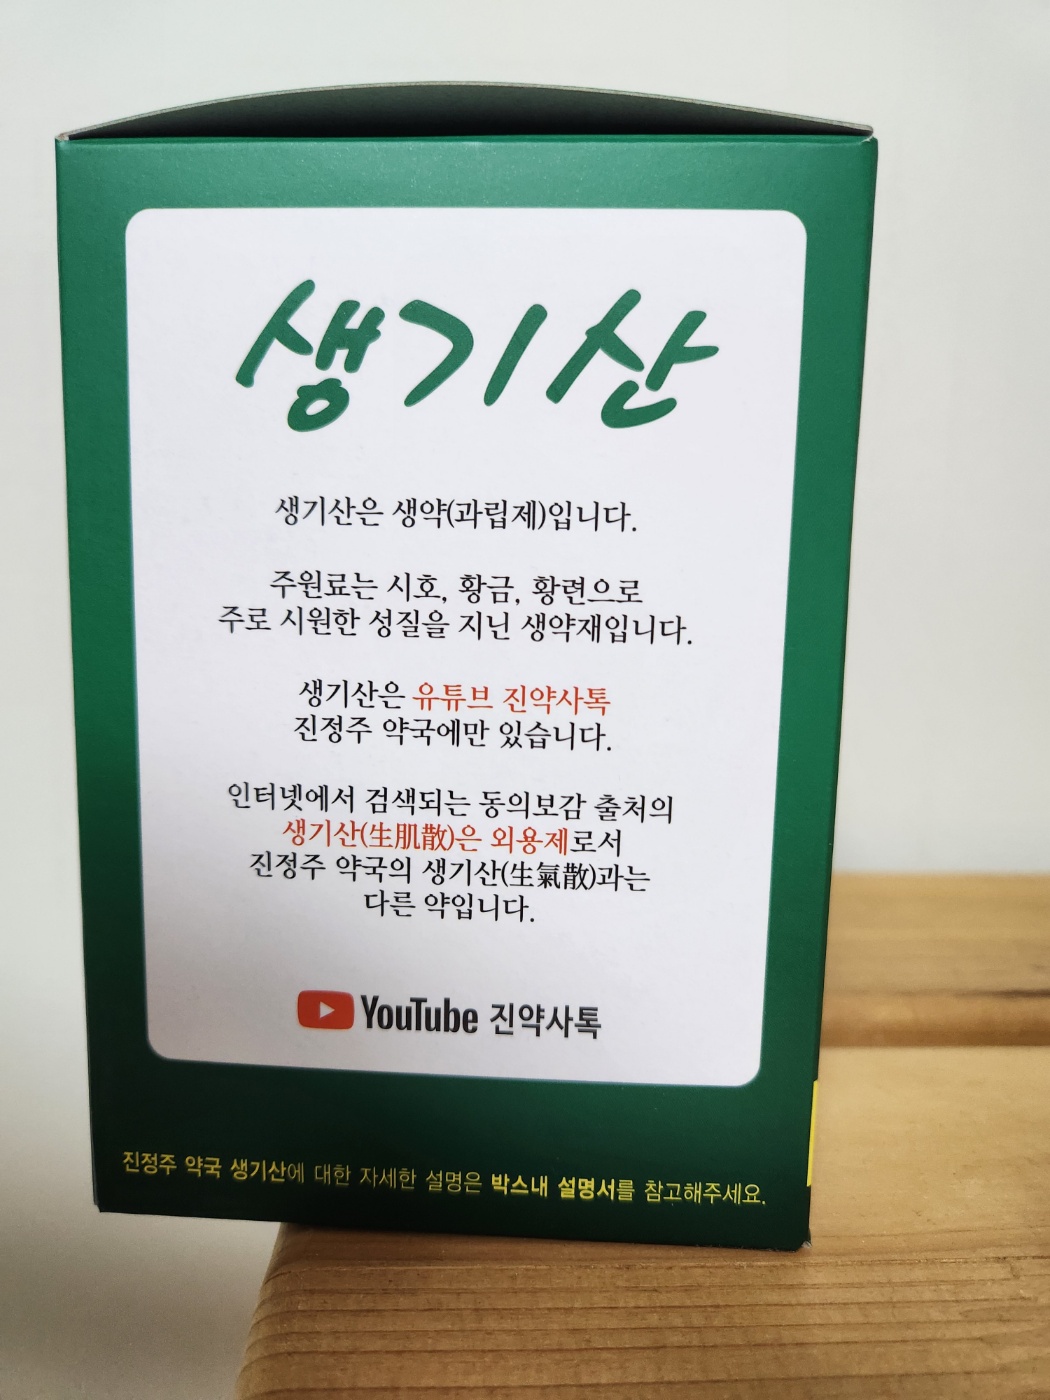 생기산
생기산은 생약(과립제)입니다.
주원료는 시호, 황금, 황련으로
주로 시원한 성질을 지닌 생약재입니다.
생기산은 유튜브 진약사톡
진정주 약국에만 있습니다.
인터넷에서 검색되는 동의보감 출처의
생기산(生肌散)은 외용제로서
진정주 약국의 생기산(生氣散)과는
다른 약입니다.
YouTube 진약사톡
진정주 약국 생기산에 대한 자세한 설명은 박스내 설명서를 참고해주세요.